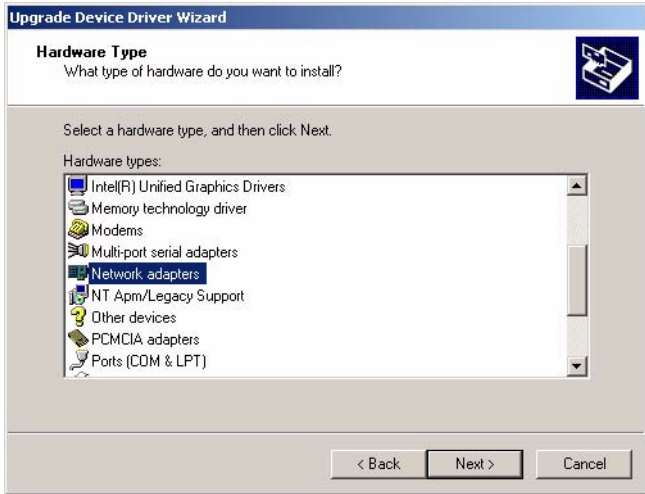 Upgrade Device Driver Wizard
Hardware Type
What type of hardware do you want to install?
Select a hardware type, and then click Next.
Hardware types:
Intel(R) Unified Graphics Drivers
Memory technology driver
Modems
Multi-port serial adapters
Network adapters
NT Apm/Legacy Support
Other devices
PCMCIA adapters
Ports (COM & LPT)
< Back
Next >
Cancel